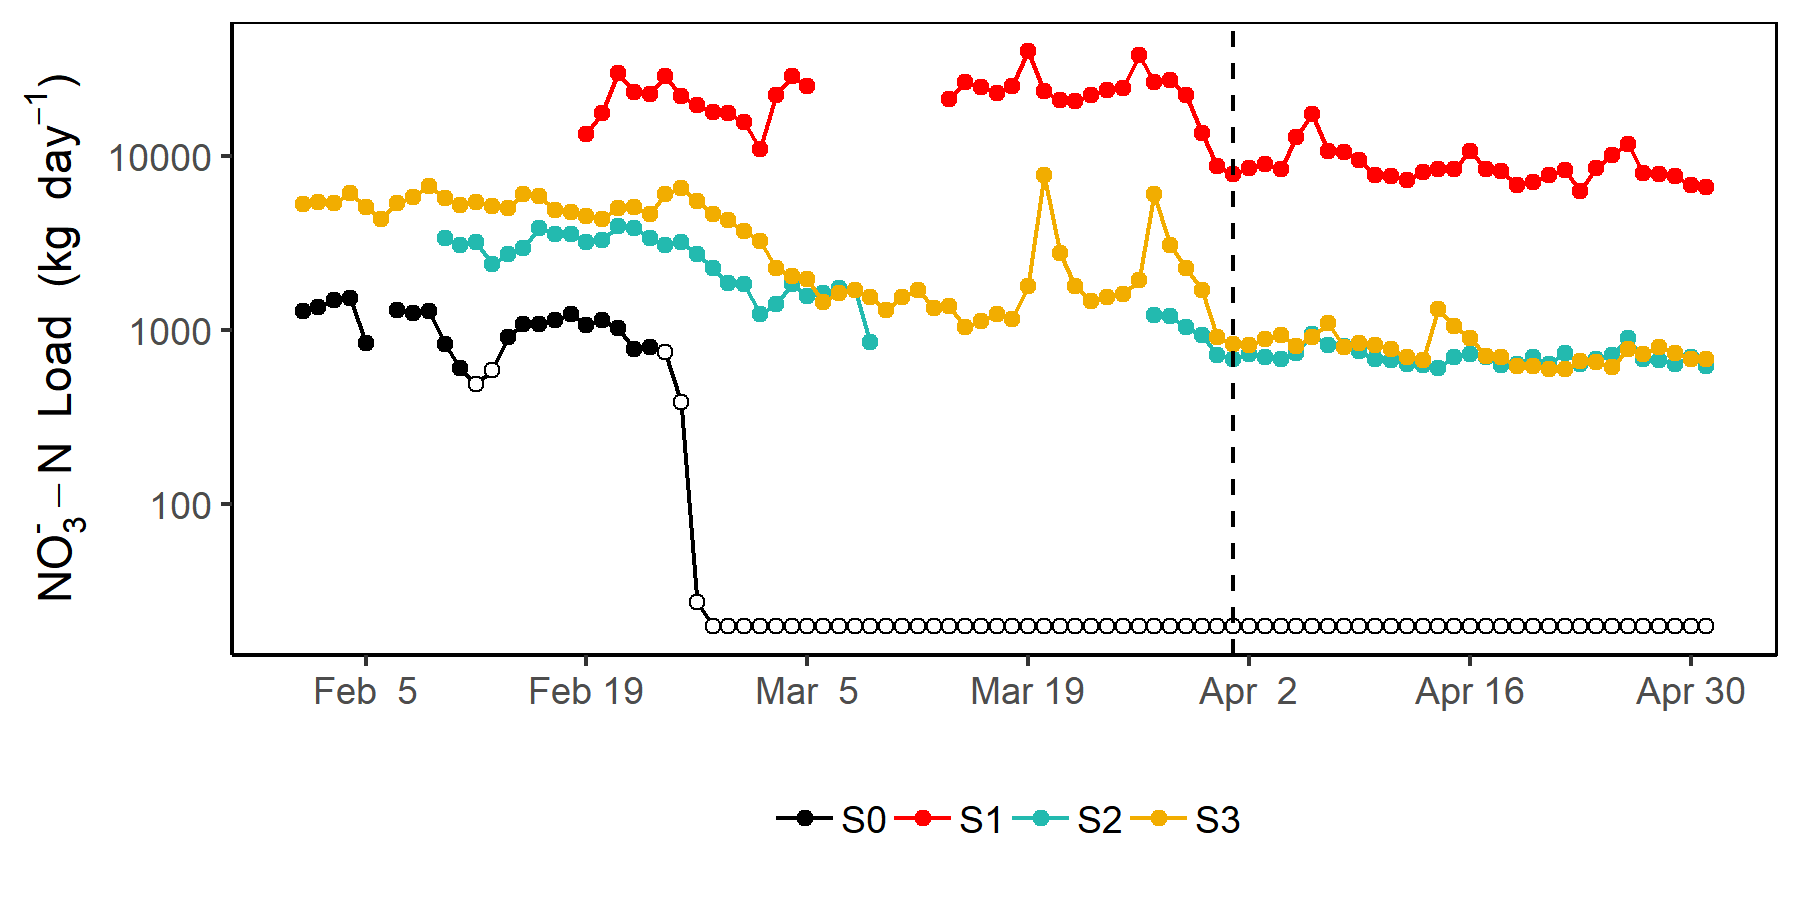 NO₃⁻ – N Load (kg day⁻¹)
10000
1000
100
Feb 5 Feb 19 Mar 5 Mar 19 Apr 2 Apr 16 Apr 30
S0 S1 S2 S3